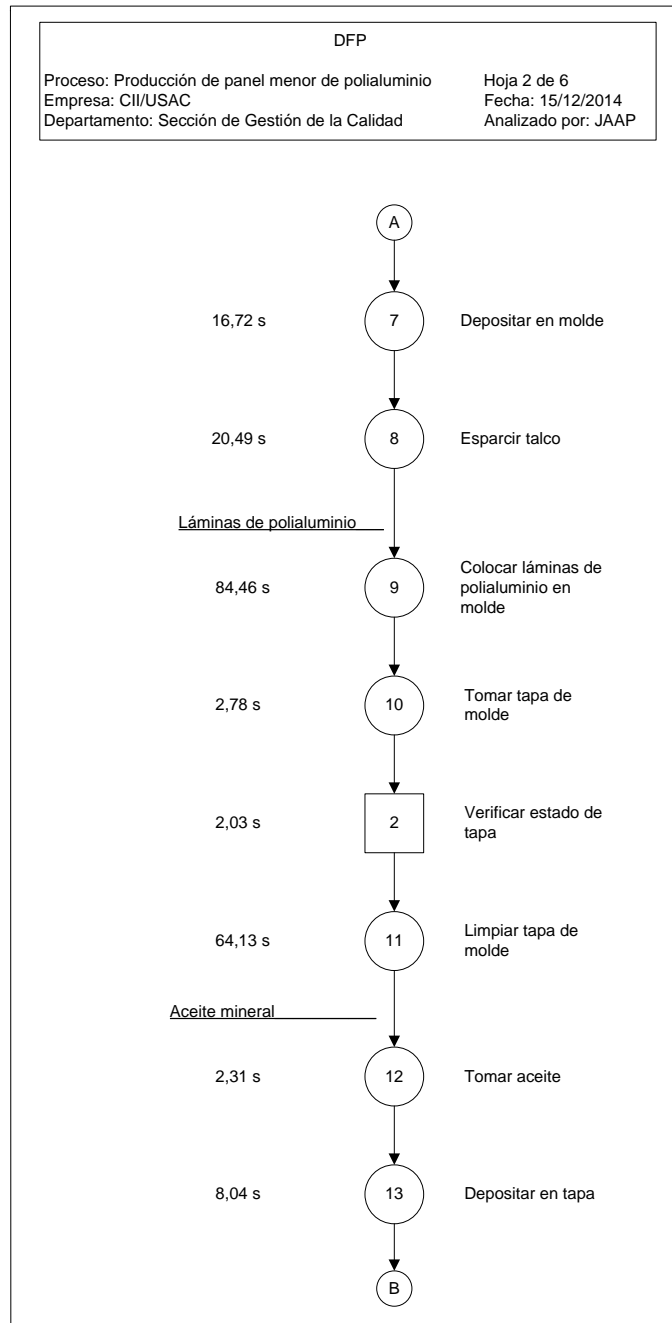 DFP
Proceso: Producción de panel menor de polialuminio Hoja 2 de 6
Empresa: CII/USAC Fecha: 15/12/2014
Departamento: Sección de Gestión de la Calidad Analizado por: JAAP
A
16,72 s 7 Depositar en molde
20,49 s 8 Esparcir talco
Láminas de polialuminio
84,46 s 9 Colocar láminas de
polialuminio en
molde
2,78 s 10 Tomar tapa de
molde
2,03 s 2 Verificar estado de
tapa
64,13 s 11 Limpiar tapa de
molde
Aceite mineral
2,31 s 12 Tomar aceite
8,04 s 13 Depositar en tapa
B